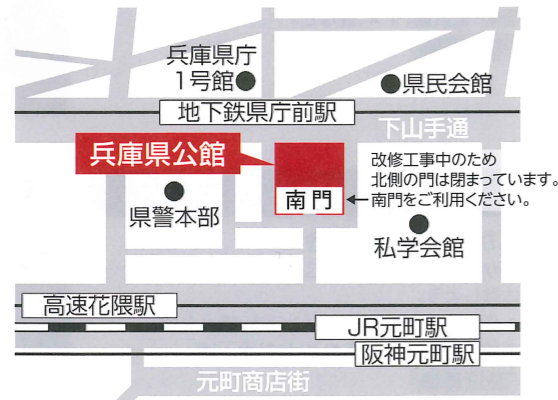 兵庫県庁
1号館
県民会館
地下鉄県庁前駅
下山手通
兵庫県公館
改修工事中のため
北側の門は閉まっています。
南門をご利用ください。
南門
県警本部
私学会館
高速花隈駅
JR元町駅
阪神元町駅
元町商店街